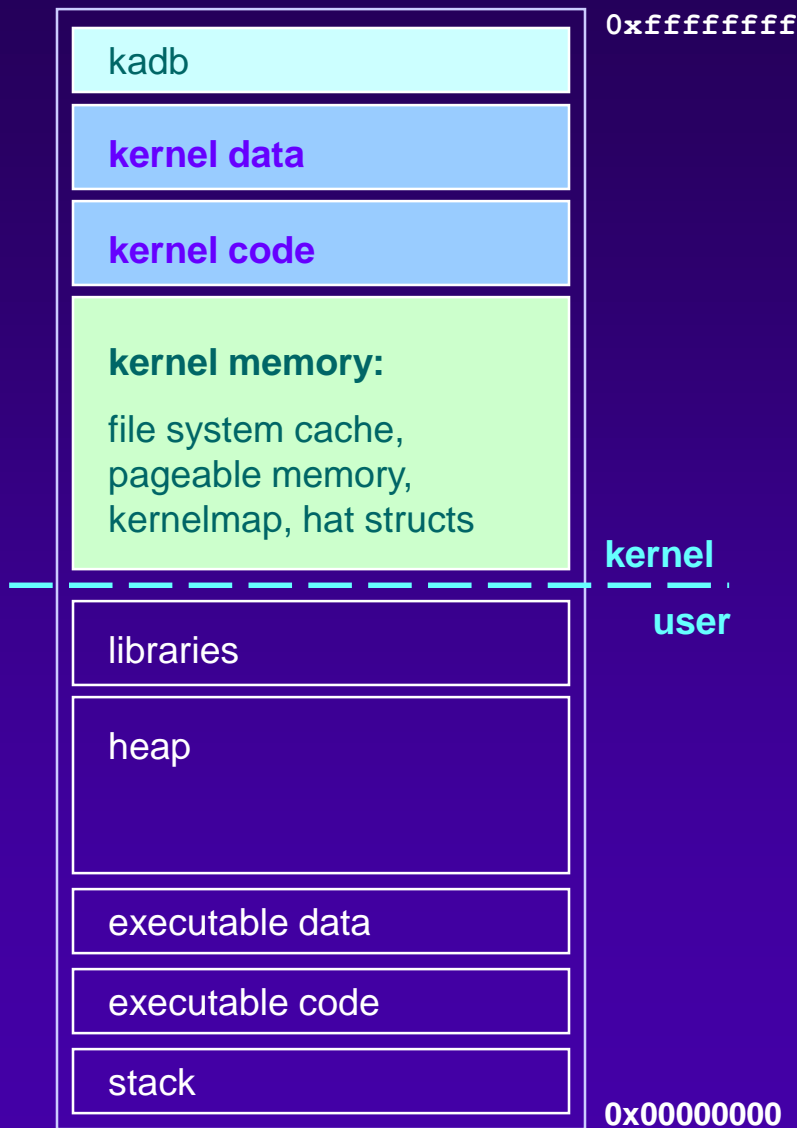 0xffffffff
kadb
kernel data
kernel code
kernel memory:
file system cache,
pageable memory,
kernelmap, hat structs
kernel
user
libraries
heap
executable data
executable code
stack
0x00000000